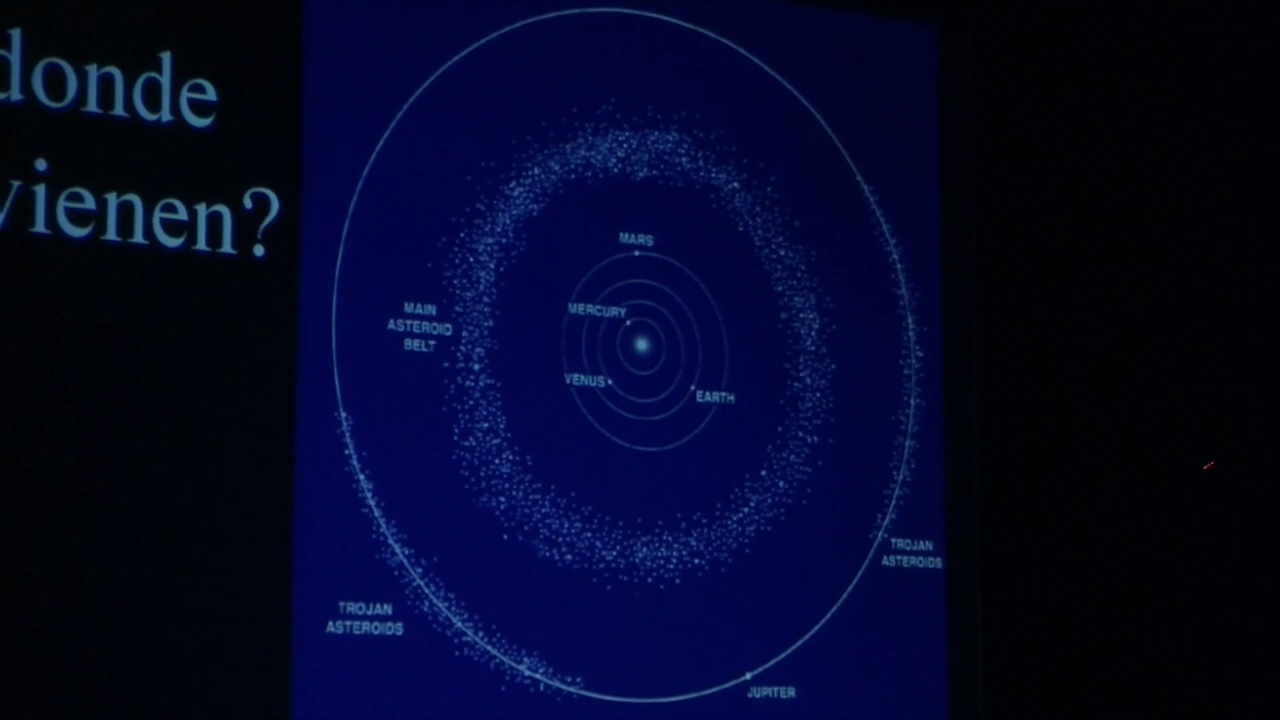 donde
vienen?
MARS
MERCURY
MAIN
ASTEROID
BELT
VENUS
EARTH
TROJAN
ASTEROIDS
TROJAN
ASTEROIDS
JUPITER